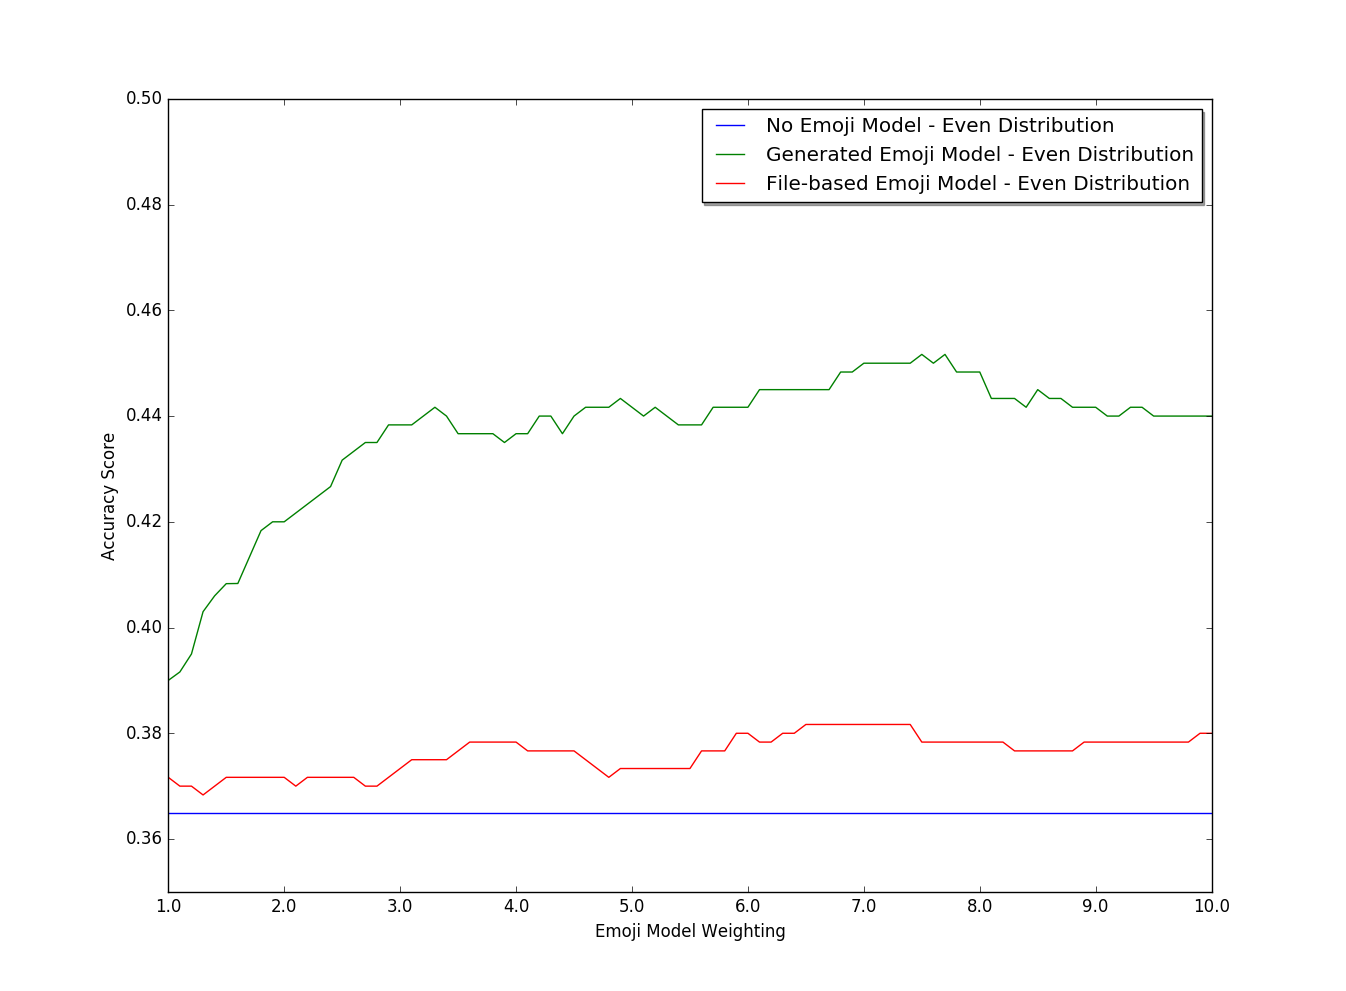 0.50
0.48
0.46
0.44
0.42
0.40
0.38
0.36
Accuracy Score
No Emoji Model - Even Distribution
Generated Emoji Model - Even Distribution
File-based Emoji Model - Even Distribution
1.0 2.0 3.0 4.0 5.0 6.0 7.0 8.0 9.0 10.0
Emoji Model Weighting